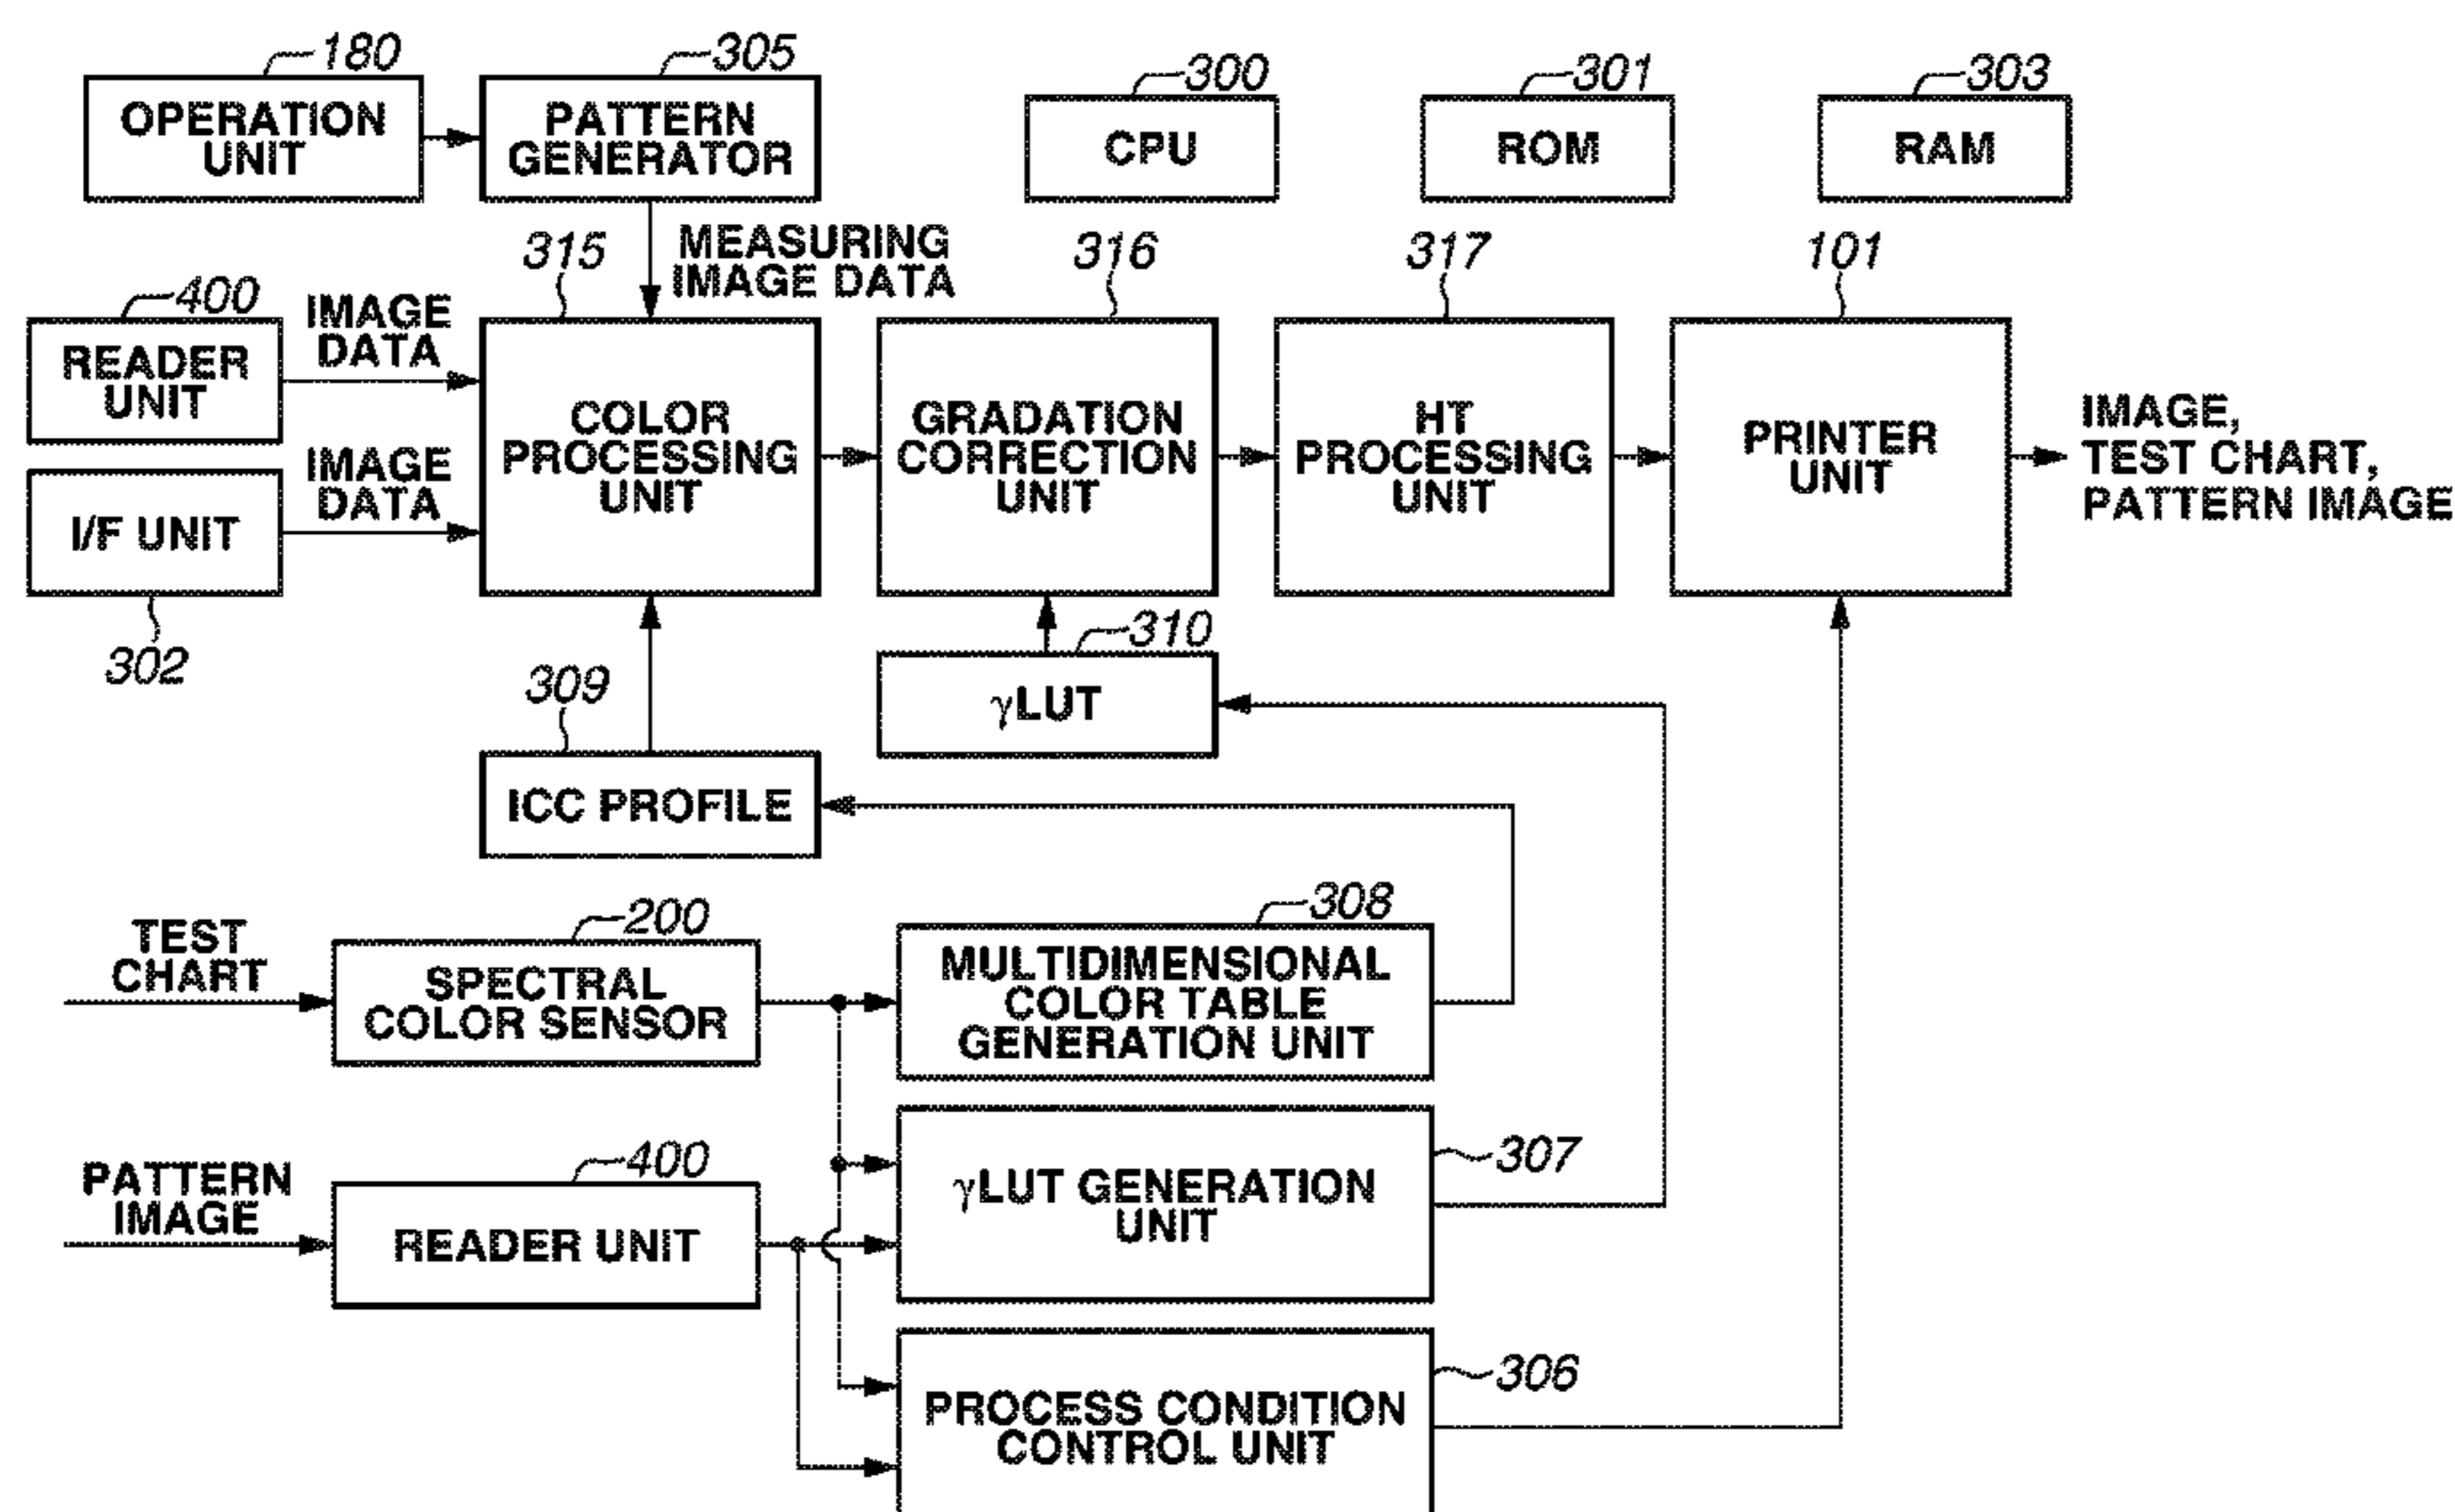 180
305
300
301
303
OPERATION
UNIT
PATTERN
GENERATOR
CPU
ROM
RAM
315
MEASURING
IMAGE DATA
316
317
101
400
IMAGE
DATA
READER
UNIT
COLOR
PROCESSING
UNIT
GRADATION
CORRECTION
UNIT
HT
PROCESSING
UNIT
PRINTER
UNIT
IMAGE,
TEST CHART,
PATTERN IMAGE
IMAGE
DATA
I/F UNIT
302
310
309
γLUT
ICC PROFILE
TEST
CHART
200
SPECTRAL
COLOR SENSOR
308
MULTIDIMENSIONAL
COLOR TABLE
GENERATION UNIT
PATTERN
IMAGE
400
READER UNIT
307
γLUT GENERATION
UNIT
306
PROCESS CONDITION
CONTROL UNIT